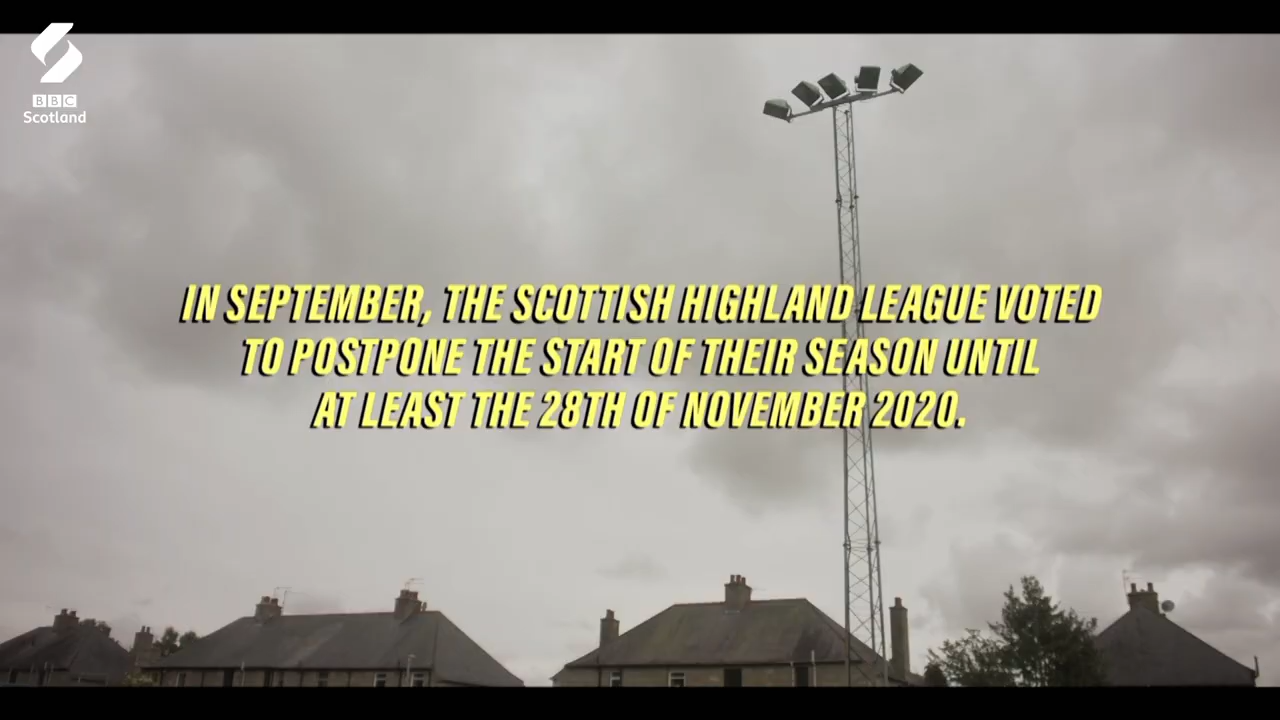 BBC
Scotland
IN SEPTEMBER, THE SCOTTISH HIGHLAND LEAGUE VOTED
TO POSTPONE THE START OF THEIR SEASON UNTIL
AT LEAST THE 28TH OF NOVEMBER 2020.